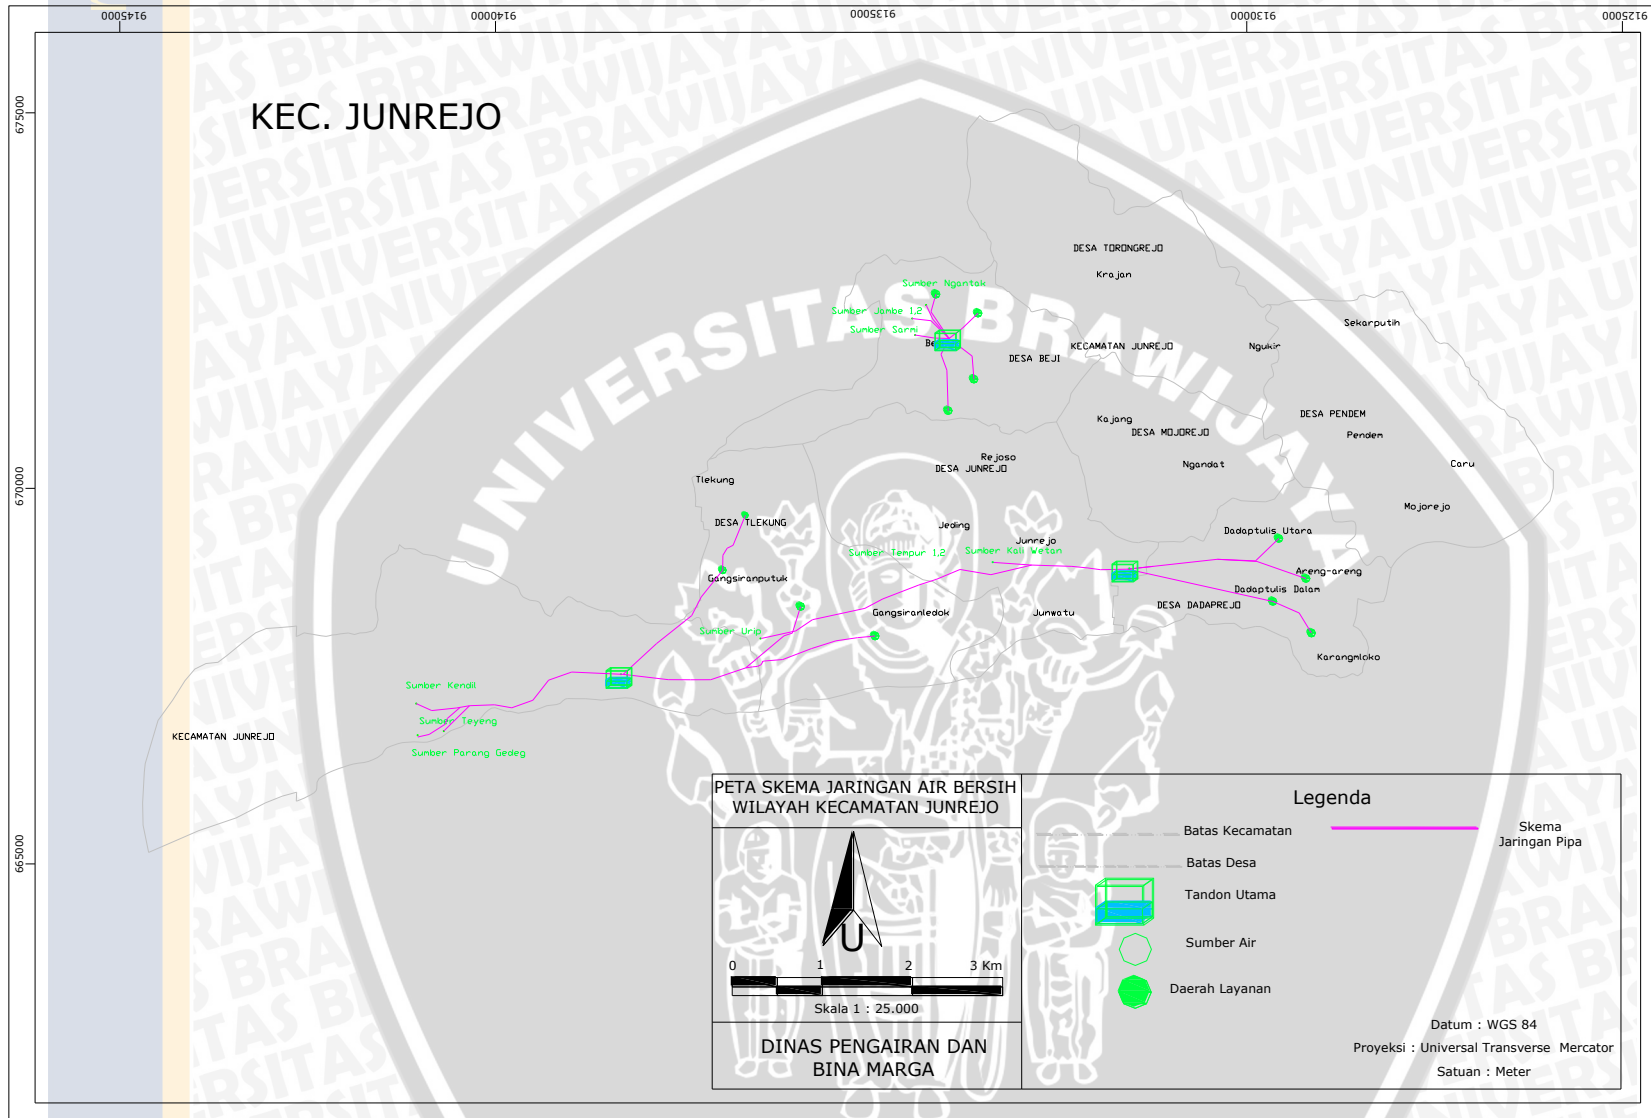 9145000
9140000
9135000
9130000
9125000
675000
670000
665000
KEC. JUNREJO
UNIVERSITAS BRAWIJAYA
DESA TORONGREJO
Krajan
Sumber Ngantak
Sumber Jambe 1,2
Sumber Sarmi
DESA BEJI
KECAMATAN JUNREJO
Ngukir
Sekarputih
DESA PENDEM
Pendem
Kajang
DESA MOJOREJO
Ngandat
Caru
Mojorejo
Rejoso
DESA JUNREJO
Tlekung
DESA TLEKUNG
Jeding
Junrejo
Sumber Tempur 1,2
Sumber Kali Wetan
Dadaptulis Utara
Areng-areng
Dadaptulis Dalam
DESA DADAPREJO
Karangmloko
Gangsiranputuk
Gangsiranledok
Junwatu
Sumber Urip
Sumber Kendil
Sumber Teyeng
Sumber Parang Gedeg
KECAMATAN JUNREJO
PETA SKEMA JARINGAN AIR BERSIH
WILAYAH KECAMATAN JUNREJO
U
0 1 2 3 Km
Skala 1 : 25.000
DINAS PENGAIRAN DAN
BINA MARGA
Legenda
Batas Kecamatan
Batas Desa
Tandon Utama
Sumber Air
Daerah Layanan
Skema
Jaringan Pipa
Datum : WGS 84
Proyeksi : Universal Transverse Mercator
Satuan : Meter